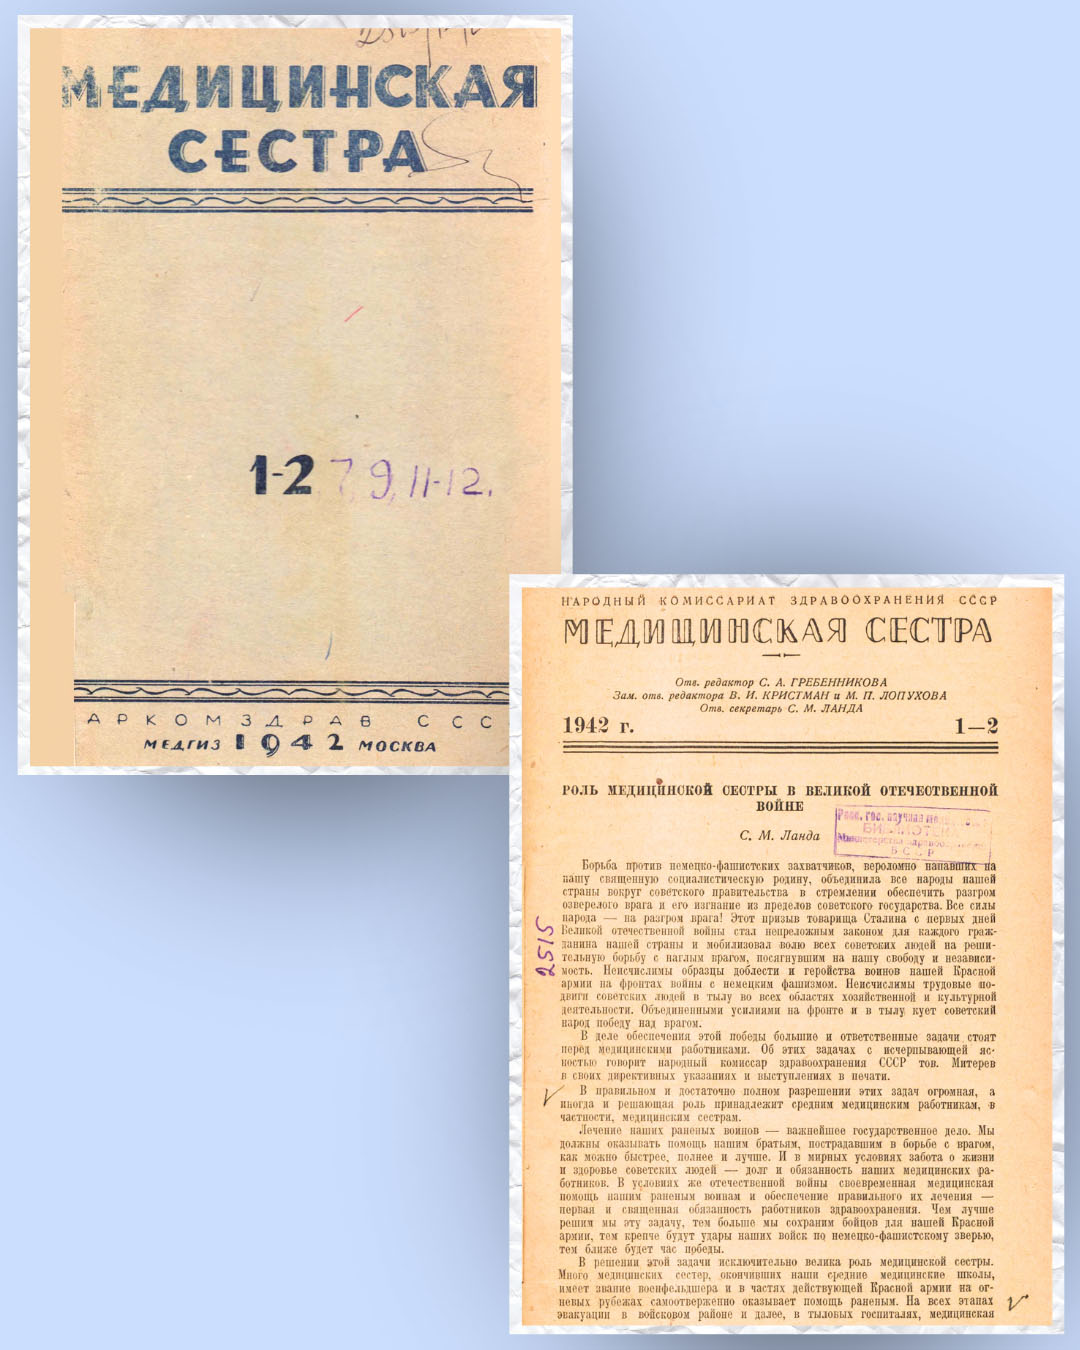 МЕДИЦИНСКАЯ
СЕСТРА
1-2 7, 9, 11-12.
АРКОМЗДРАВ ССС
МЕДГИЗ 1942 МОСКВА
НАРОДНЫЙ КОМИССАРИАТ ЗДРАВООХРАНЕНИЯ СССР
МЕДИЦИНСКАЯ СЕСТРА
Отв. редактор С. А. ГРЕБЕННИКОВА
Зам. отв. редактора В. И. КРИСТМАН и М. П. ЛОПУХОВА
Отв. секретарь С. М. ЛАНДА
1942 г. 1—2
РОЛЬ МЕДИЦИНСКОЙ СЕСТРЫ В ВЕЛИКОЙ ОТЕЧЕСТВЕННОЙ
ВОЙНЕ
С. М. Ланда
гос. научная
БИБЛИОТЕКА
Министерства здравоохранения
БССР
2515
Борьба против немецко-фашистских захватчиков, вероломно напавших на
нашу священную социалистическую родину, объединила все народы нашей
страны вокруг советского правительства в стремлении обеспечить разгром
озверелого врага и его изгнание из пределов советского государства. Все силы
народа — на разгром врага! Этот призыв товарища Сталина с первых дней
Великой отечественной войны стал непреложным законом для каждого граж-
данина нашей страны и мобилизовал волю всех советских людей на реши-
тельную борьбу с наглым врагом, посягнувшим на нашу свободу и независи-
мость. Неисчислимы образцы доблести и геройства воинов нашей Красной
армии на фронтах войны с немецким фашизмом. Неисчислимы трудовые по-
двиги советских людей в тылу во всех областях хозяйственной и культурной
деятельности. Объединенными усилиями на фронте и в тылу кует советский
народ победу над врагом.
В деле обеспечения этой победы большие и ответственные задачи стоят
перед медицинскими работниками. Об этих задачах с исчерпывающей яс-
ностью говорит народный комиссар здравоохранения СССР тов. Митерев
в своих директивных указаниях и выступлениях в печати.
В правильном и достаточно полном разрешении этих задач огромная, а
иногда и решающая роль принадлежит средним медицинским работникам, в
частности, медицинским сестрам.
Лечение наших раненых воинов — важнейшее государственное дело. Мы
должны оказывать помощь нашим братьям, пострадавшим в борьбе с врагом,
как можно быстрее, полнее и лучше. И в мирных условиях забота о жизни
и здоровье советских людей — долг и обязанность наших медицинских ра-
ботников. В условиях же отечественной войны своевременная медицинская
помощь нашим раненым воинам и обеспечение правильного их лечения —
первая и священная обязанность работников здравоохранения. Чем лучше
решим мы эту задачу, тем больше мы сохраним бойцов для нашей Красной
армии, тем крепче будут удары наших войск по немецко-фашистскому зверью,
тем ближе будет час победы.
В решении этой задачи исключительно велика роль медицинской сестры.
Много медицинских сестер, окончивших наши средние медицинские школы,
имеет звание военфельдшера и в частях действующей Красной армии на ог-
невых рубежах самоотверженно оказывает помощь раненым. На всех этапах
эвакуации в войсковом районе и далее, в тыловых госпиталях, медицинская